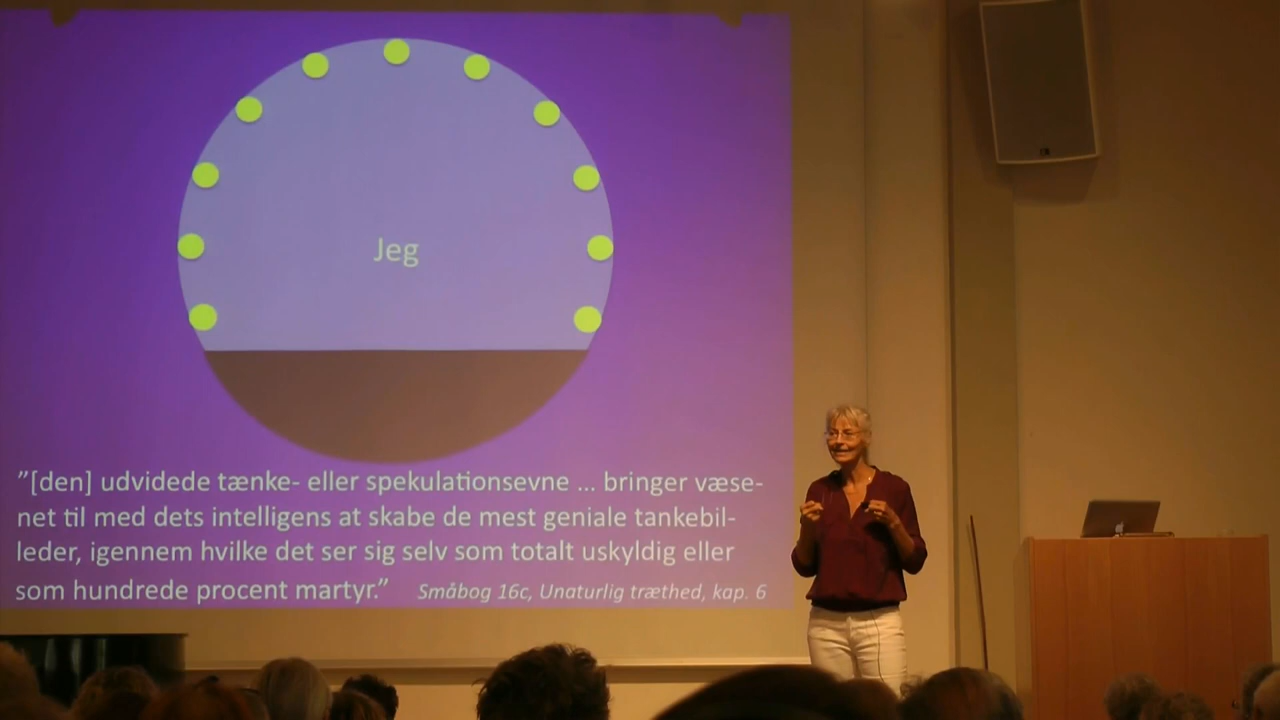 Jeg
”[den] udvidede tænke- eller spekulationsevne ... bringer væse-
net til med dets intelligens at skabe de mest geniale tankebil-
leder, igennem hvilke det ser sig selv som totalt uskyldig eller
som hundrede procent martyr.” Småbog 16c, Unaturlig træthed, kap. 6